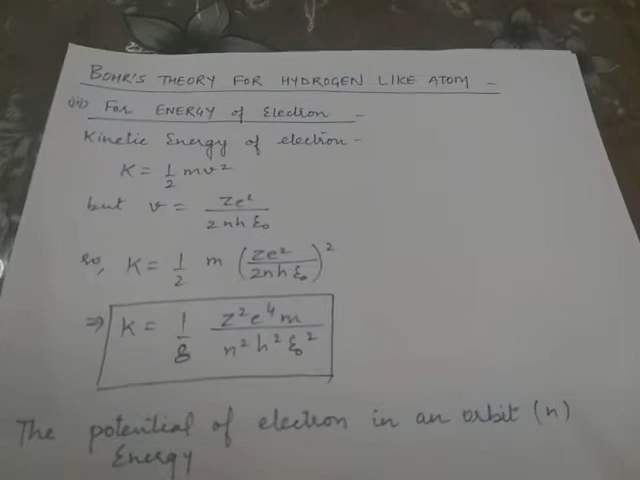 BOHR'S THEORY FOR HYDROGEN LIKE ATOM -
(iii) For ENERGY of Electron -
Kinetic Energy of electron -
K = 1/2 mv²
but v = Ze²/2nhε₀
so, K = 1/2 m (Ze²/2nhε₀)²
⇒ K = 1/8 Z²e⁴m/n²h²ε₀²
The potential of electron in an orbit (n)
Energy